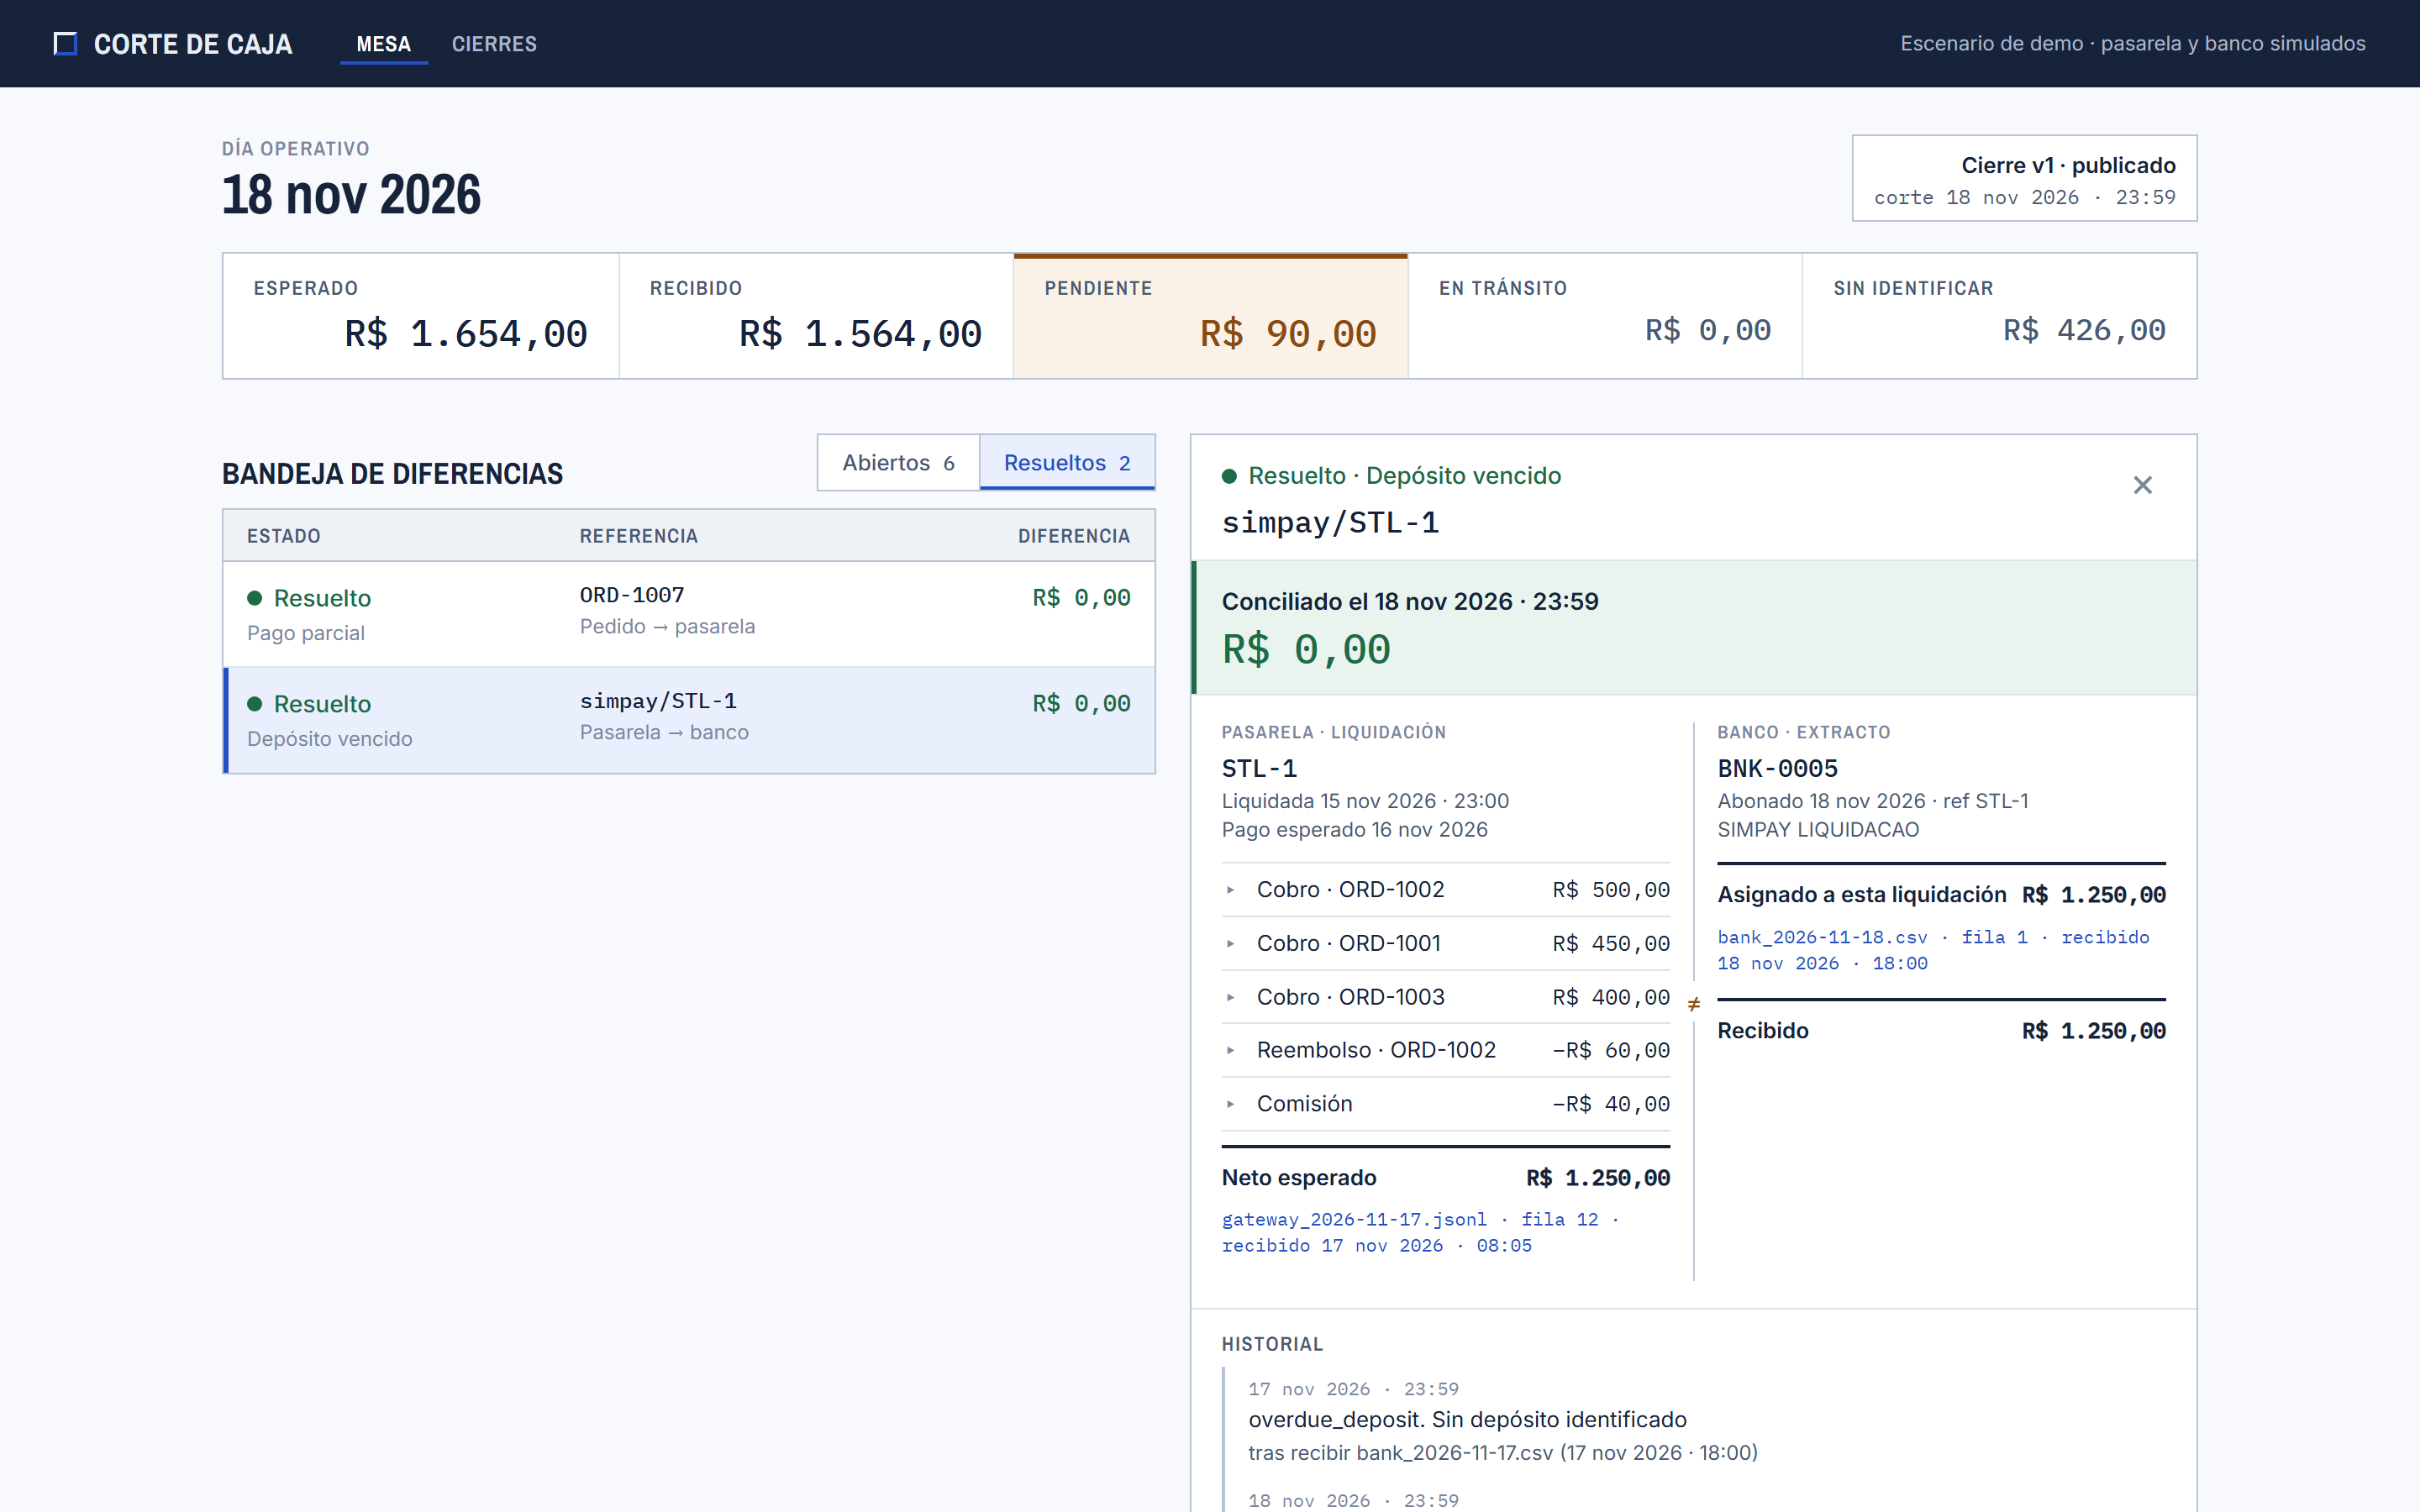 CORTE DE CAJA
MESA
CIERRES
Escenario de demo · pasarela y banco simulados
DÍA OPERATIVO
18 nov 2026
Cierre v1 · publicado
corte 18 nov 2026 · 23:59
ESPERADO
R$ 1.654,00
RECIBIDO
R$ 1.564,00
PENDIENTE
R$ 90,00
EN TRÁNSITO
R$ 0,00
SIN IDENTIFICAR
R$ 426,00
BANDEJA DE DIFERENCIAS
Abiertos 6
Resueltos 2
ESTADO
REFERENCIA
DIFERENCIA
Resuelto
Pago parcial
ORD-1007
Pedido → pasarela
R$ 0,00
Resuelto
Depósito vencido
simpay/STL-1
Pasarela → banco
R$ 0,00
Resuelto · Depósito vencido
simpay/STL-1
×
Conciliado el 18 nov 2026 · 23:59
R$ 0,00
PASARELA · LIQUIDACIÓN
STL-1
Liquidada 15 nov 2026 · 23:00
Pago esperado 16 nov 2026
▸ Cobro · ORD-1002 R$ 500,00
▸ Cobro · ORD-1001 R$ 450,00
▸ Cobro · ORD-1003 R$ 400,00
▸ Reembolso · ORD-1002 −R$ 60,00
▸ Comisión −R$ 40,00
Neto esperado R$ 1.250,00
gateway_2026-11-17.jsonl · fila 12 ·
recibido 17 nov 2026 · 08:05
≠
BANCO · EXTRACTO
BNK-0005
Abonado 18 nov 2026 · ref STL-1
SIMPAY LIQUIDACAO
Asignado a esta liquidación R$ 1.250,00
bank_2026-11-18.csv · fila 1 · recibido
18 nov 2026 · 18:00
Recibido R$ 1.250,00
HISTORIAL
17 nov 2026 · 23:59
overdue_deposit. Sin depósito identificado
tras recibir bank_2026-11-17.csv (17 nov 2026 · 18:00)
18 nov 2026 · 23:59